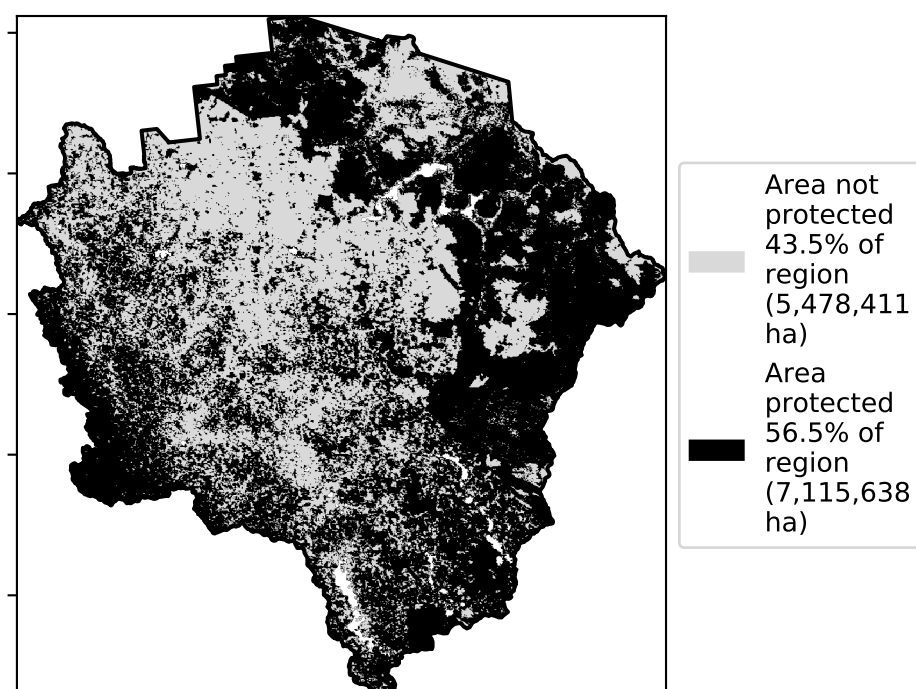 Area not
protected
43.5% of
region
(5,478,411
ha)
Area
protected
56.5% of
region
(7,115,638
ha)